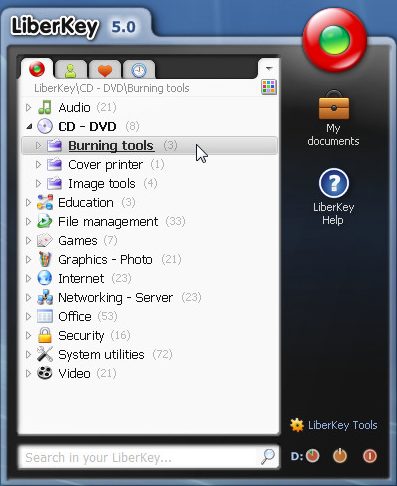 LiberKey 5.0
LiberKey\CD - DVD\Burning tools
Audio (21)
CD - DVD (8)
Burning tools (3)
Cover printer (1)
Image tools (4)
Education (3)
File management (33)
Games (7)
Graphics - Photo (21)
Internet (23)
Networking - Server (23)
Office (53)
Security (16)
System utilities (72)
Video (21)
Search in your LiberKey...
My
documents
LiberKey
Help
LiberKey Tools
D: